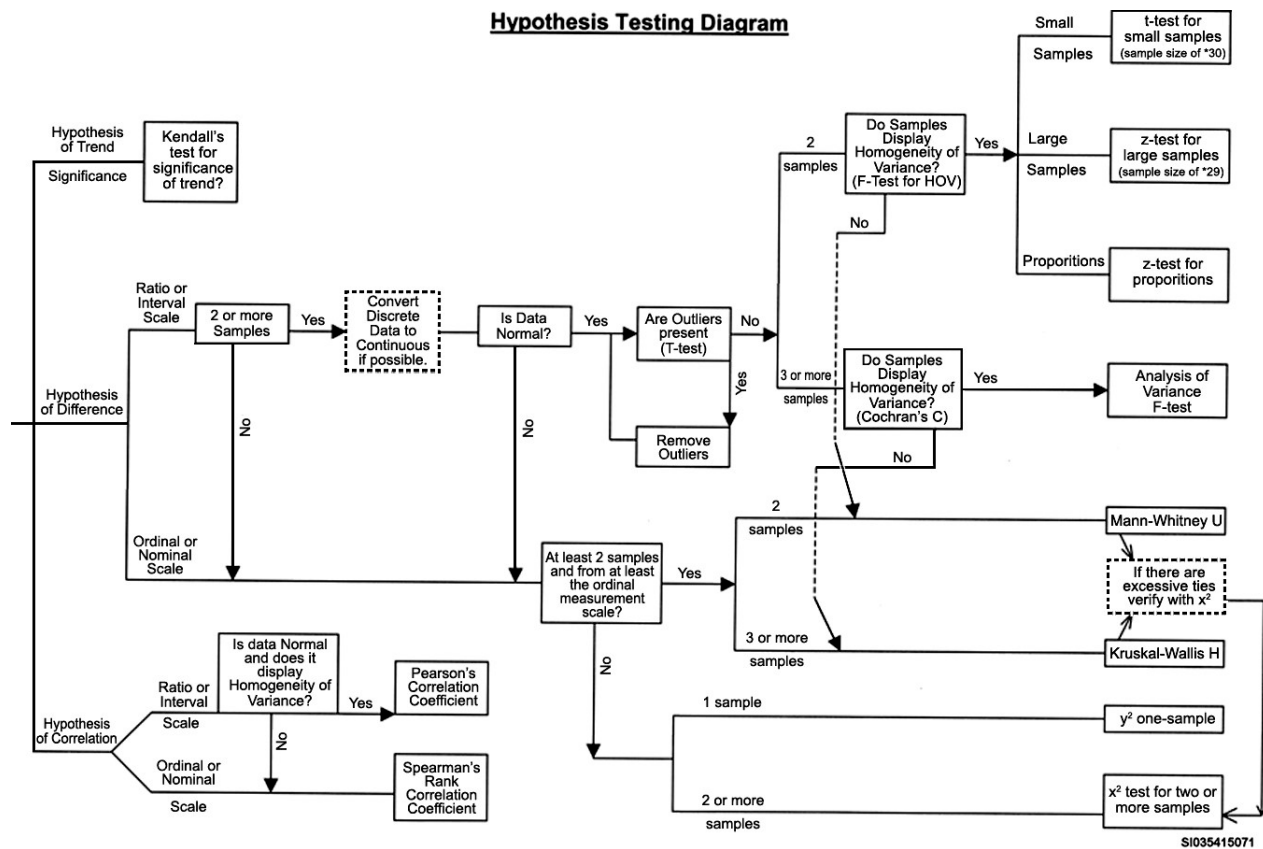 Hypothesis Testing Diagram
Small
Samples
t-test for
small samples
(sample size of *30)
Hypothesis
of Trend
Significance
Kendall's
test for
significance
of trend?
2
samples
Do Samples
Display
Homogeneity of
Variance?
(F-Test for HOV)
Yes
No
Large
Samples
z-test for
large samples
(sample size of *29)
Proporitions
z-test for
proporitions
Ratio or
Interval
Scale
2 or more
Samples
Yes
Convert
Discrete
Data to
Continuous
if possible.
Is Data
Normal?
Yes
Are Outliers
present
(T-test)
No
Yes
Remove
Outliers
3 or more
samples
Do Samples
Display
Homogeneity of
Variance?
(Cochran's C)
Yes
No
Analysis of
Variance
F-test
Hypothesis
of Difference
No
No
Ordinal or
Nominal
Scale
At least 2 samples
and from at least
the ordinal
measurement
scale?
Yes
No
2
samples
Mann-Whitney U
If there are
excessive ties
verify with x²
3 or more
samples
Kruskal-Wallis H
Hypothesis
of Correlation
Ratio or
Interval
Scale
Is data Normal
and does it
display
Homogeneity of
Variance?
Yes
No
Pearson's
Correlation
Coefficient
Ordinal or
Nominal
Scale
Spearman's
Rank
Correlation
Coefficient
1 sample
y² one-sample
2 or more
samples
x² test for two or
more samples
SI035415071